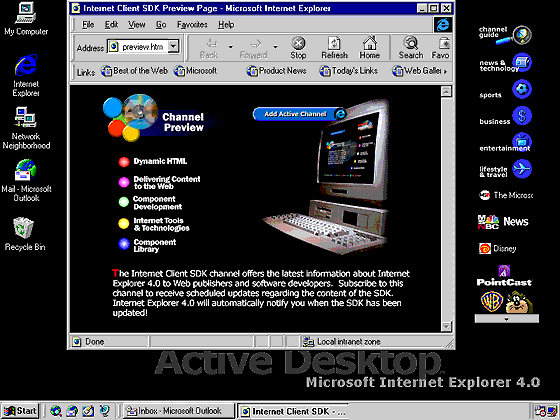 Internet Client SDK Preview Page - Microsoft Internet Explorer
File Edit View Go Favorites Help
Address preview.htm
Back Forward Stop Refresh Home Search Favo
Links Best of the Web Microsoft Product News Today's Links Web Galler
My Computer
Internet
Explorer
Network
Neighborhood
Mail - Microsoft
Outlook
Recycle Bin
Channel
Preview
Add Active Channel
Dynamic HTML
Delivering Content
to the Web
Component
Development
Internet Tools
& Technologies
Component
Library
The Internet Client SDK channel offers the latest information about Internet
Explorer 4.0 to Web publishers and software developers. Subscribe to this
channel to receive scheduled updates regarding the content of the SDK.
Internet Explorer 4.0 will automatically notify you when the SDK has been
updated!
Done Local intranet zone
channel
guide
news &
technology
sports
business
entertainment
lifestyle
& travel
The Microso
MSNBC News
Disney
PointCast
WB
Active Desktop
Microsoft Internet Explorer 4.0
Start Inbox - Microsoft Outlook Internet Client SDK - ...